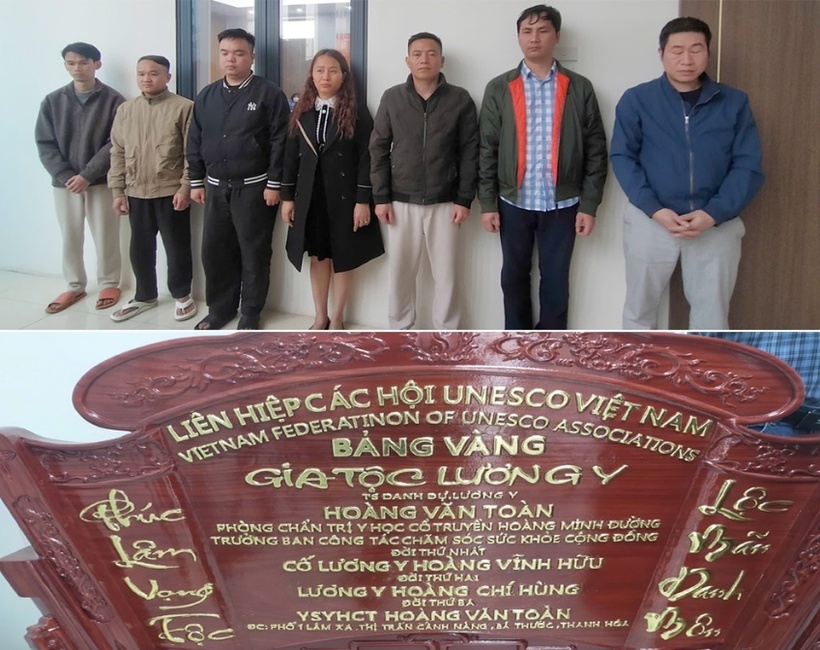 NY
LIÊN HIỆP CÁC HỘI UNESCO VIỆT NAM
VIETNAM FEDERATINON OF UNESCO ASSOCIATIONS
BẢNG VÀNG
GIA TỘC LƯƠNG Y
TS DANH DỰ.LƯƠNG Y
HOÀNG VĂN TOÀN
PHÒNG CHẨN TRỊ Y HỌC CỔ TRUYỀN HOÀNG MINH ĐƯỜNG
TRƯỞNG BAN CÔNG TÁC CHĂM SÓC SỨC KHỎE CỘNG ĐỒNG
ĐỜI THỨ NHẤT
CỐ LƯƠNG Y HOÀNG VĨNH HỮU
ĐỜI THỨ HAI
LƯƠNG Y HOÀNG CHÍ HÙNG
ĐỜI THỨ BA
YSYHCT HOÀNG VĂN TOÀN
ĐC: PHỐ 1 LÂM XA, THỊ TRẤN CÀNH NÀNG, BÁ THƯỚC, THANH HÓA
Phúc
Lâm
Vọng
Tộc
Lộc
Mãn
Danh
Môn